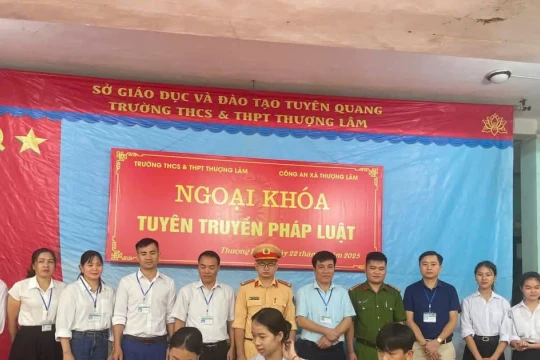 SỞ GIÁO DỤC VÀ ĐÀO TẠO TUYÊN QUANG
TRƯỜNG THCS & THPT THƯỢNG LÂM
TRƯỜNG THCS & THPT THƯỢNG LÂM
CÔNG AN XÃ THƯỢNG LÂM
NGOẠI KHÓA
TUYÊN TRUYỀN PHÁP LUẬT
Thượng 22 2025